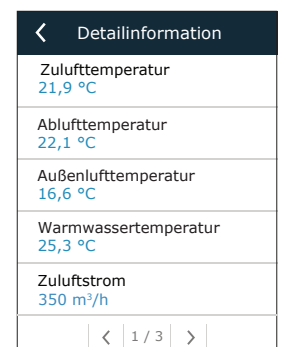 Detailinformation
Zulufttemperatur
21,9 °C
Ablufttemperatur
22,1 °C
Außenlufttemperatur
16,6 °C
Warmwassertemperatur
25,3 °C
Zuluftstrom
350 m³/h
1 / 3